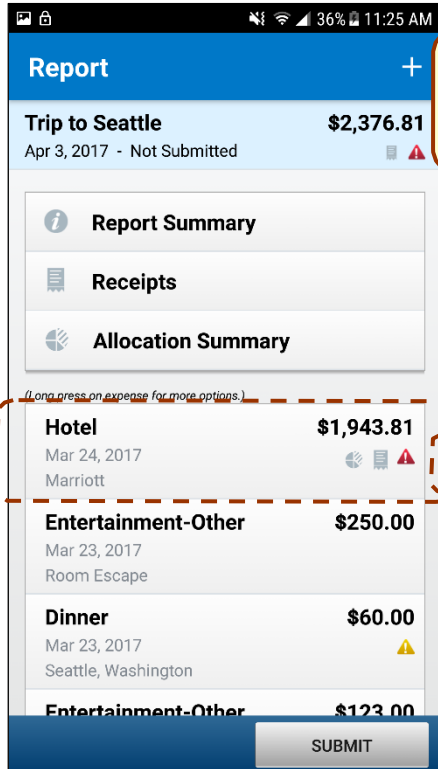 36% 11:25 AM
Report +
Trip to Seattle $2,376.81
Apr 3, 2017 - Not Submitted
Report Summary
Receipts
Allocation Summary
(Long press on expense for more options.)
Hotel $1,943.81
Mar 24, 2017
Marriott
Entertainment-Other $250.00
Mar 23, 2017
Room Escape
Dinner $60.00
Mar 23, 2017
Seattle, Washington
Entertainment-Other $123.00
SUBMIT